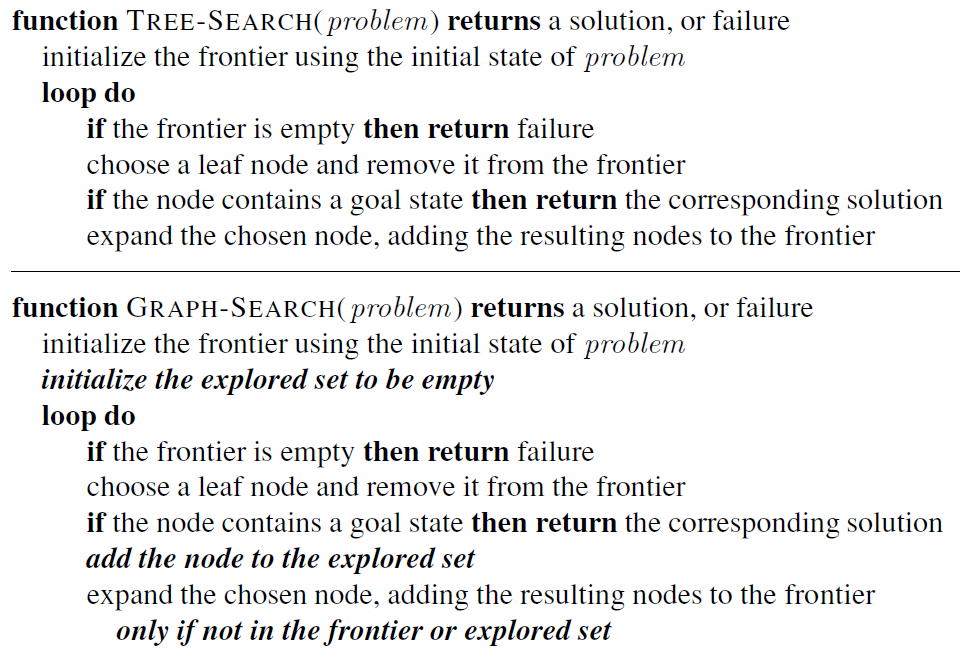 function TREE-SEARCH(problem) returns a solution, or failure
initialize the frontier using the initial state of problem
loop do
if the frontier is empty then return failure
choose a leaf node and remove it from the frontier
if the node contains a goal state then return the corresponding solution
expand the chosen node, adding the resulting nodes to the frontier
function GRAPH-SEARCH(problem) returns a solution, or failure
initialize the frontier using the initial state of problem
initialize the explored set to be empty
loop do
if the frontier is empty then return failure
choose a leaf node and remove it from the frontier
if the node contains a goal state then return the corresponding solution
add the node to the explored set
expand the chosen node, adding the resulting nodes to the frontier
only if not in the frontier or explored set